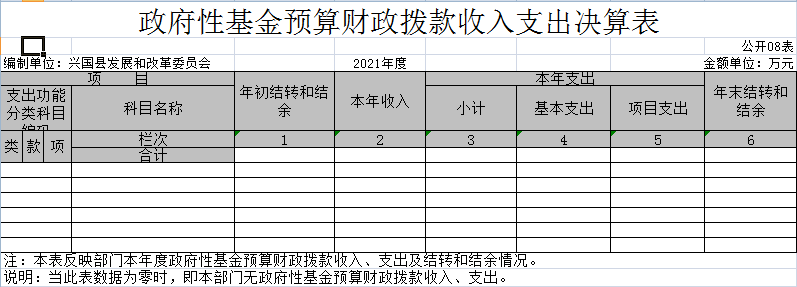 政府性基金预算财政拨款收入支出决算表
公开08表
编制单位：兴国县发展和改革委员会 2021年度 金额单位：万元
项 目 年初结转和结余 本年收入 本年支出 年末结转和结余
支出功能分类科目编码 科目名称 小计 基本支出 项目支出
类 款 项 栏次 1 2 3 4 5 6
合计
注：本表反映部门本年度政府性基金预算财政拨款收入、支出及结转和结余情况。
说明：当此表数据为零时，即本部门无政府性基金预算财政拨款收入、支出。